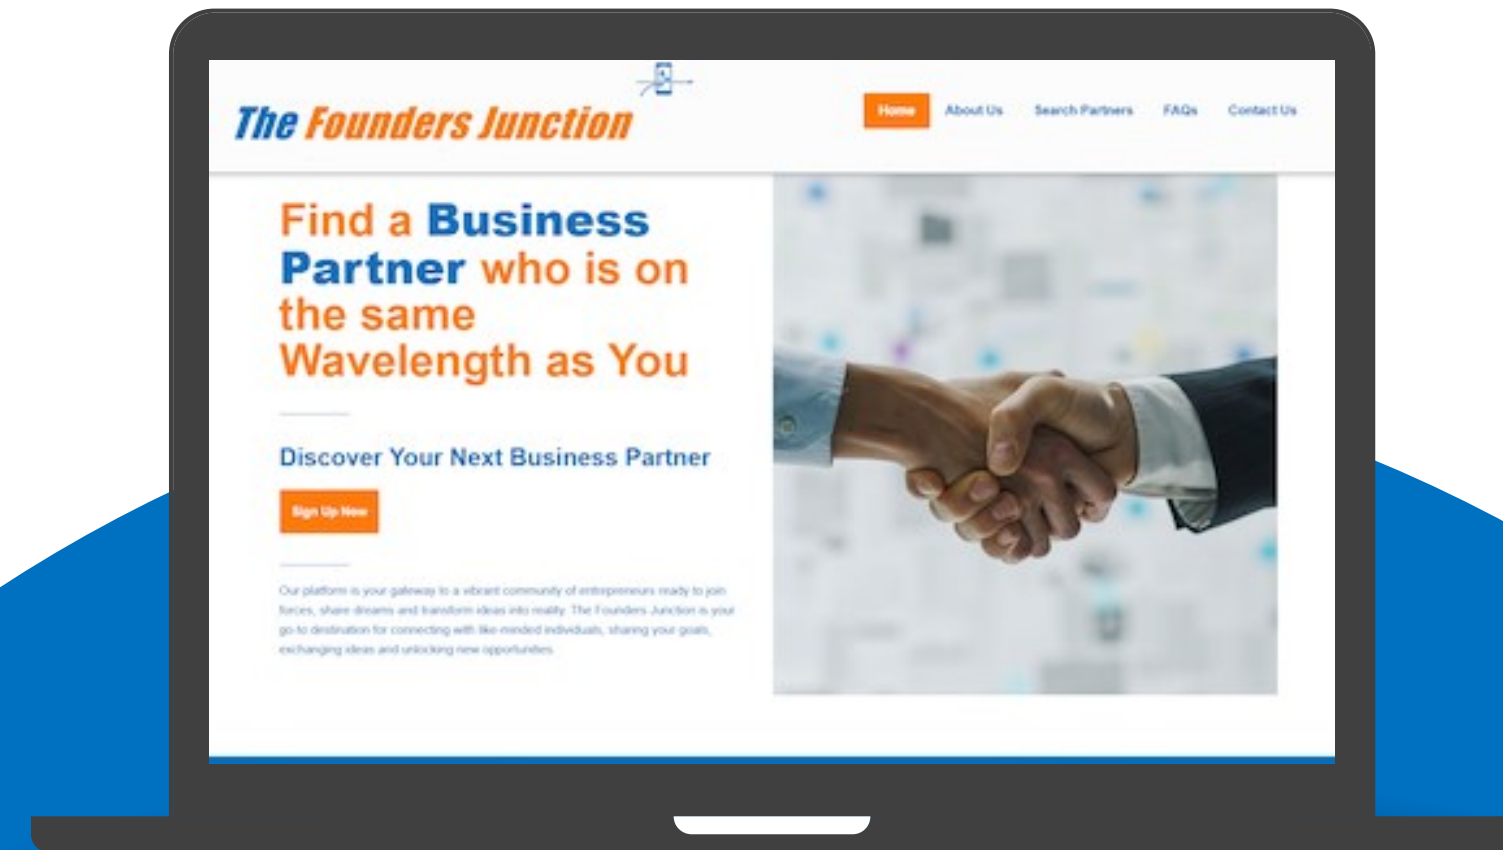 The Founders Junction
Home
About Us
Search Partners
FAQs
Contact Us
Find a Business
Partner who is on
the same
Wavelength as You
Discover Your Next Business Partner
Sign Up Now
Our platform is your gateway to a vibrant community of entrepreneurs ready to join
forces, share dreams and transform ideas into reality. The Founders Junction is your
go-to destination for connecting with like-minded individuals, sharing your goals,
exchanging ideas and unlocking new opportunities.